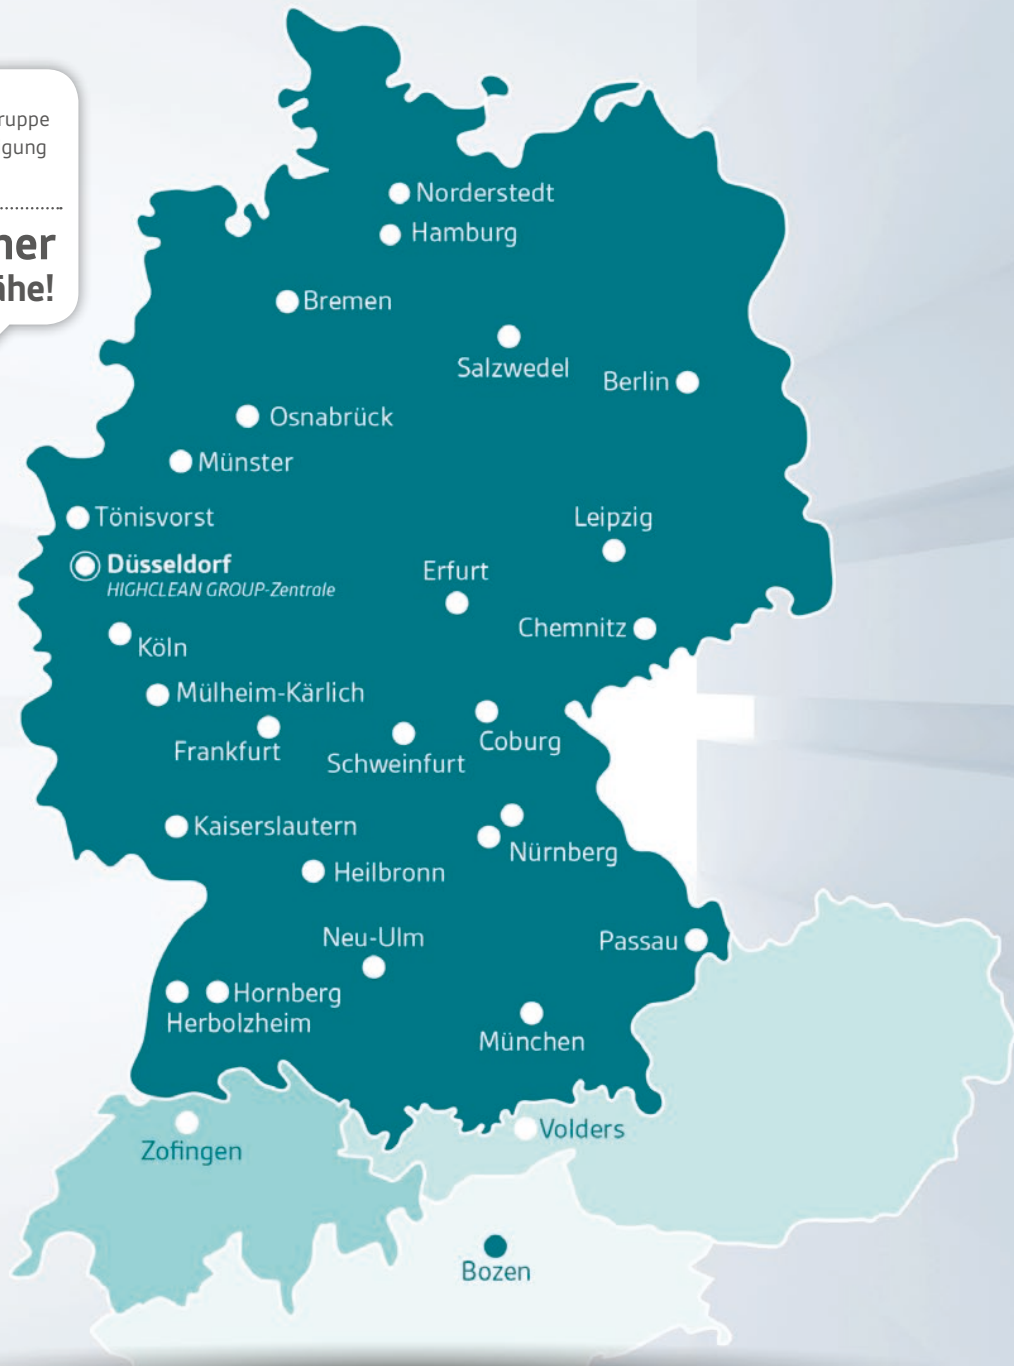 ruppe
gung
ner
ähe!
Norderstedt
Hamburg
Bremen
Salzwedel
Berlin
Osnabrück
Münster
Tönisvorst
Leipzig
Düsseldorf
HIGHCLEAN GROUP-Zentrale
Erfurt
Chemnitz
Köln
Mülheim-Kärlich
Frankfurt
Schweinfurt
Coburg
Kaiserslautern
Nürnberg
Heilbronn
Neu-Ulm
Passau
Hornberg
Herbolzheim
München
Volders
Zofingen
Bozen